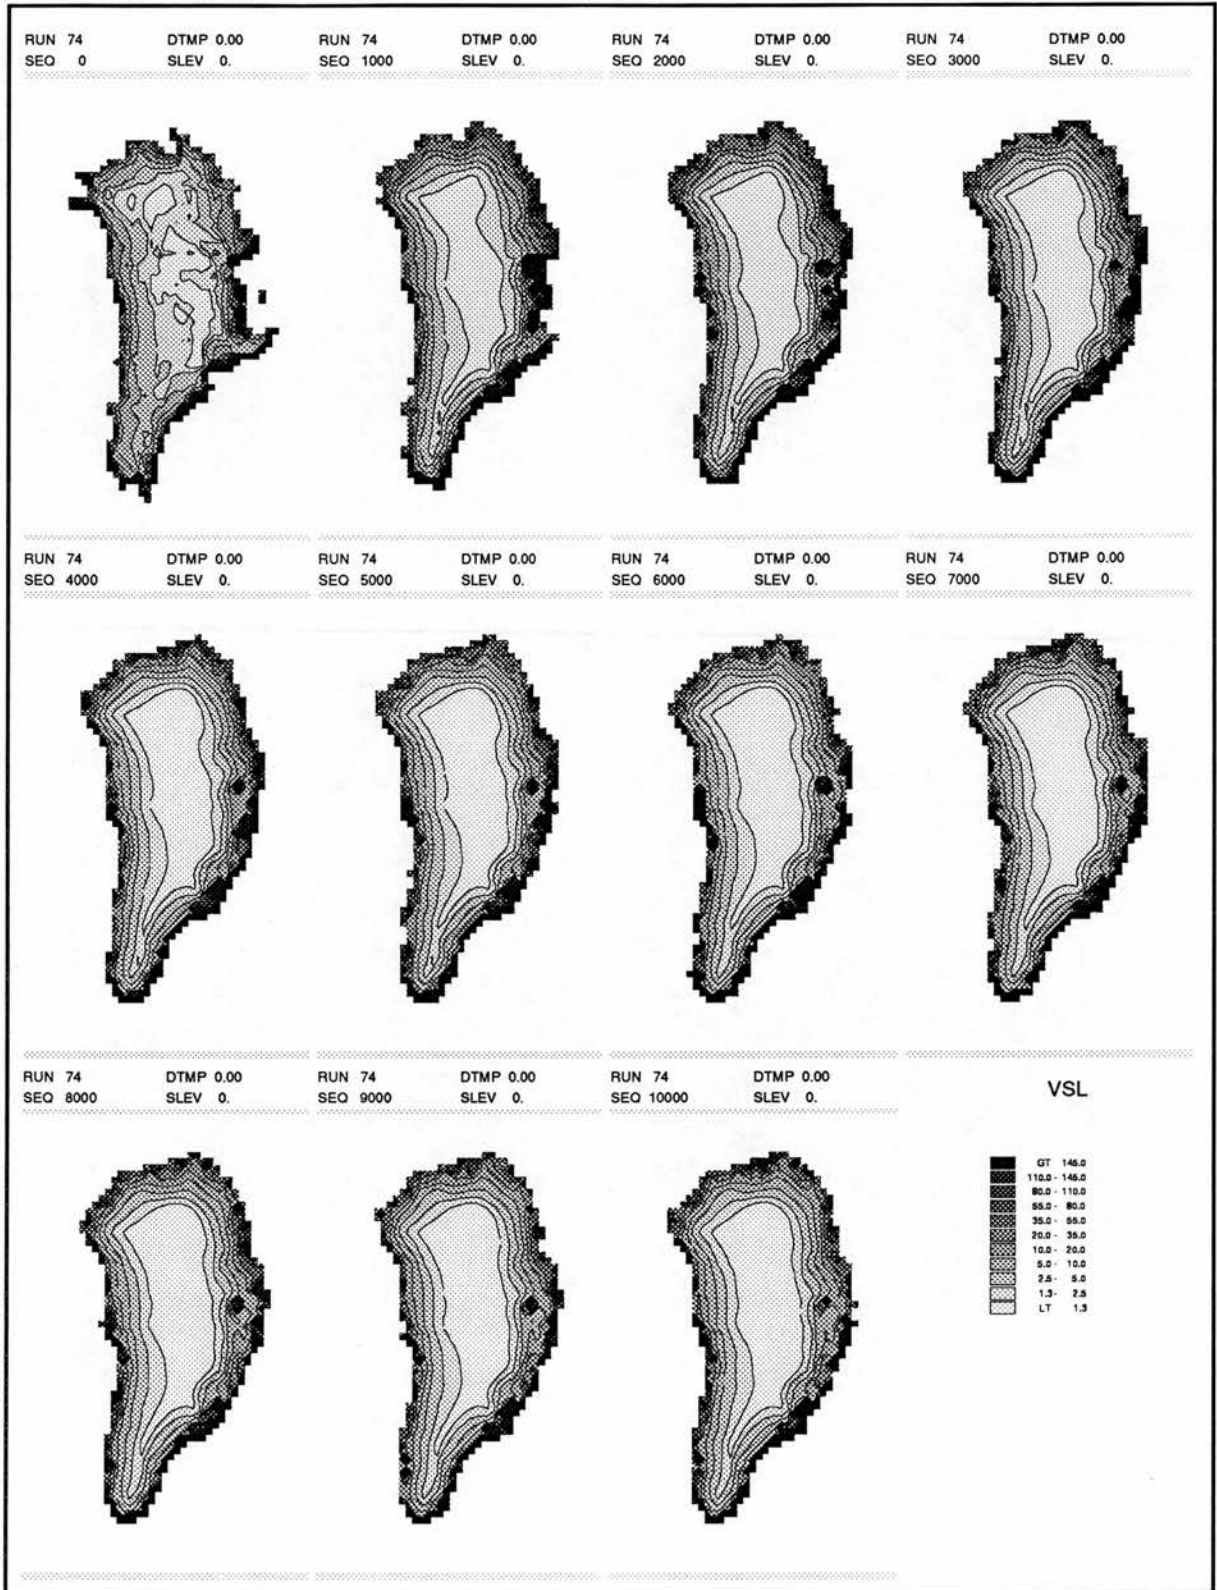 RUN 74 DTMP 0.00
SEQ 0 SLEV 0.
RUN 74 DTMP 0.00
SEQ 1000 SLEV 0.
RUN 74 DTMP 0.00
SEQ 2000 SLEV 0.
RUN 74 DTMP 0.00
SEQ 3000 SLEV 0.
RUN 74 DTMP 0.00
SEQ 4000 SLEV 0.
RUN 74 DTMP 0.00
SEQ 5000 SLEV 0.
RUN 74 DTMP 0.00
SEQ 6000 SLEV 0.
RUN 74 DTMP 0.00
SEQ 7000 SLEV 0.
RUN 74 DTMP 0.00
SEQ 8000 SLEV 0.
RUN 74 DTMP 0.00
SEQ 9000 SLEV 0.
RUN 74 DTMP 0.00
SEQ 10000 SLEV 0.
VSL
GT 145.0
110.0 - 145.0
80.0 - 110.0
55.0 - 80.0
35.0 - 55.0
20.0 - 35.0
10.0 - 20.0
5.0 - 10.0
2.5 - 5.0
1.3 - 2.5
LT 1.3